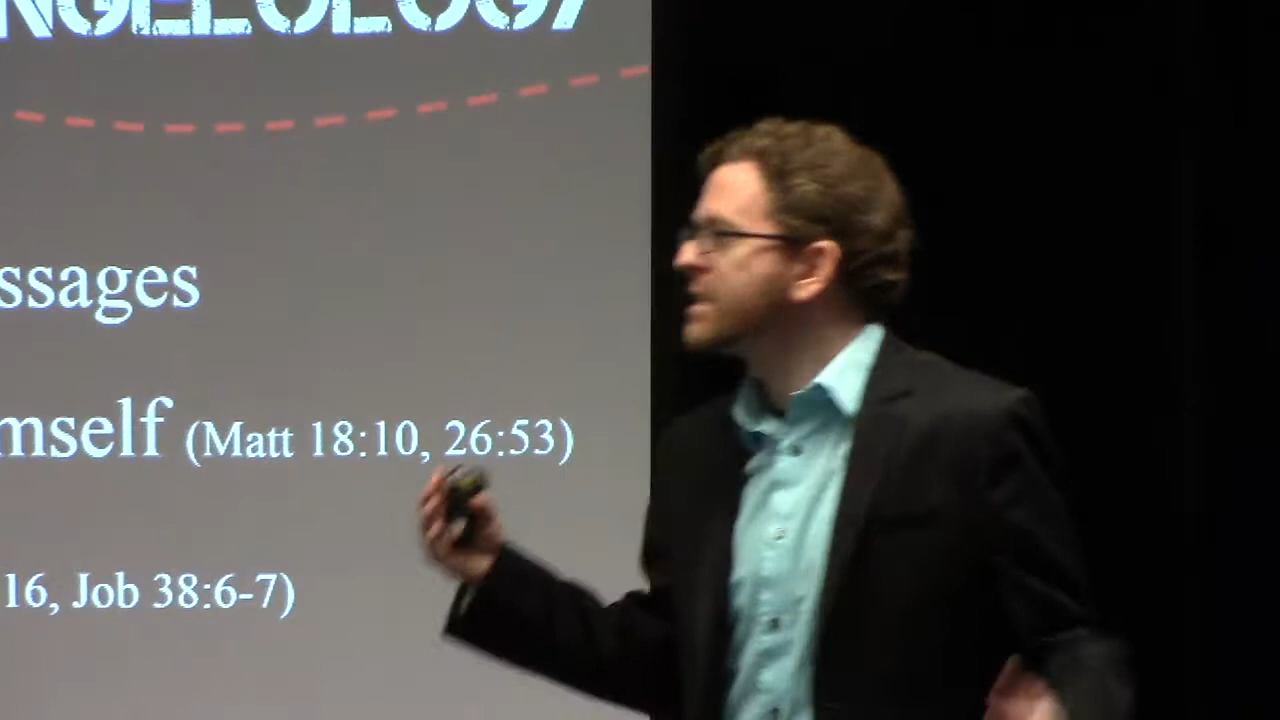 NGELOLOGY
ssages
mself (Matt 18:10, 26:53)
16, Job 38:6-7)